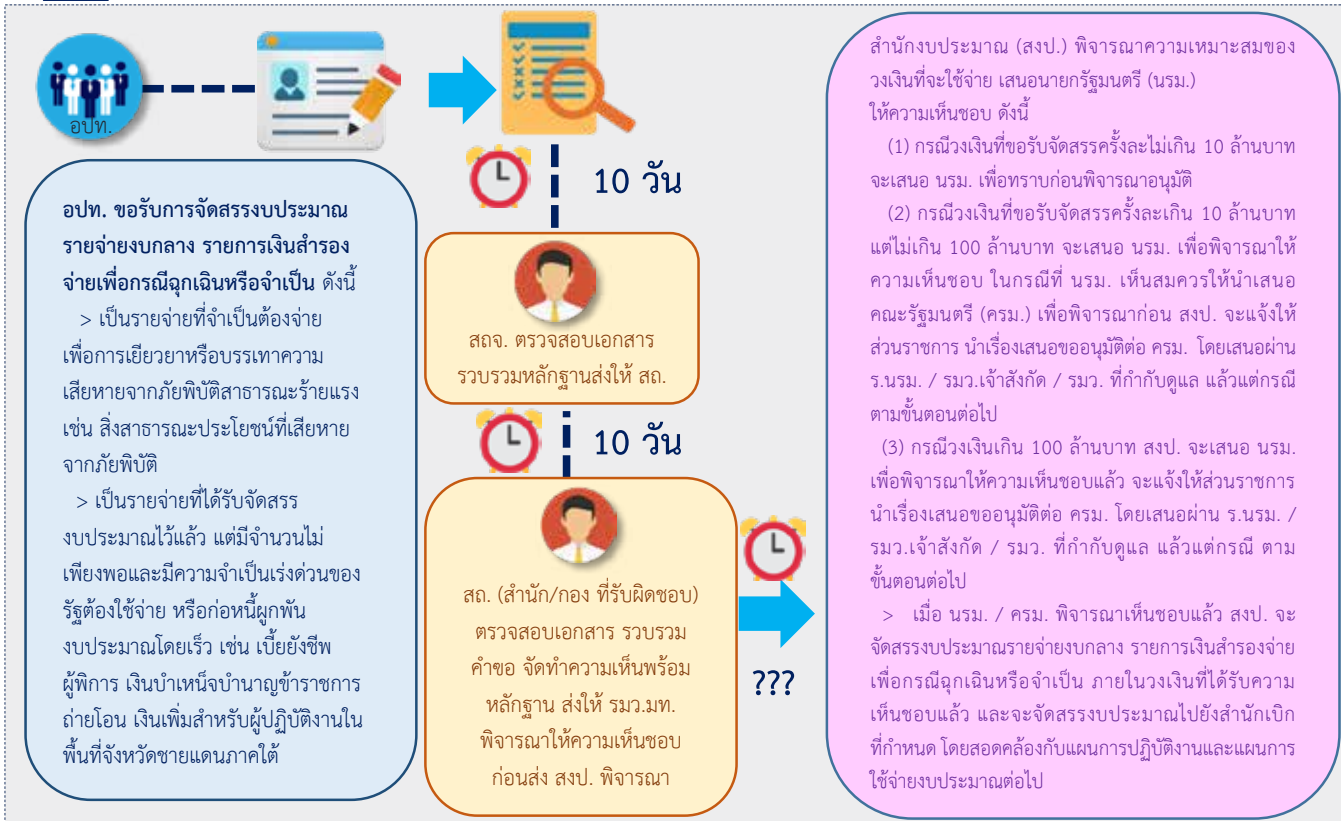 อปท.
อปท. ขอรับการจัดสรรงบประมาณ
รายจ่ายงบกลาง รายการเงินสำรอง
จ่ายเพื่อกรณีฉุกเฉินหรือจำเป็น ดังนี้
> เป็นรายจ่ายที่จำเป็นต้องจ่าย
เพื่อการเยียวยาหรือบรรเทาความ
เสียหายจากภัยพิบัติสาธารณะร้ายแรง
เช่น สิ่งสาธารณะประโยชน์ที่เสียหาย
จากภัยพิบัติ
> เป็นรายจ่ายที่ได้รับจัดสรร
งบประมาณไว้แล้ว แต่มีจำนวนไม่
เพียงพอและมีความจำเป็นเร่งด่วนของ
รัฐต้องใช้จ่าย หรือก่อหนี้ผูกพัน
งบประมาณโดยเร็ว เช่น เบี้ยยังชีพ
ผู้พิการ เงินบำเหน็จบำนาญข้าราชการ
ถ่ายโอน เงินเพิ่มสำหรับผู้ปฏิบัติงานใน
พื้นที่จังหวัดชายแดนภาคใต้
10 วัน
สถจ. ตรวจสอบเอกสาร
รวบรวมหลักฐานส่งให้ สถ.
10 วัน
สถ. (สำนัก/กอง ที่รับผิดชอบ)
ตรวจสอบเอกสาร รวบรวม
คำขอ จัดทำความเห็นพร้อม
หลักฐาน ส่งให้ รมว.มท.
พิจารณาให้ความเห็นชอบ
ก่อนส่ง สงป. พิจารณา
???
สำนักงบประมาณ (สงป.) พิจารณาความเหมาะสมของ
วงเงินที่จะใช้จ่าย เสนอนายกรัฐมนตรี (นรม.)
ให้ความเห็นชอบ ดังนี้
(1) กรณีวงเงินที่ขอรับจัดสรรครั้งละไม่เกิน 10 ล้านบาท
จะเสนอ นรม. เพื่อทราบก่อนพิจารณาอนุมัติ
(2) กรณีวงเงินที่ขอรับจัดสรรครั้งละเกิน 10 ล้านบาท
แต่ไม่เกิน 100 ล้านบาท จะเสนอ นรม. เพื่อพิจารณาให้
ความเห็นชอบ ในกรณีที่ นรม. เห็นสมควรให้นำเสนอ
คณะรัฐมนตรี (ครม.) เพื่อพิจารณาก่อน สงป. จะแจ้งให้
ส่วนราชการ นำเรื่องเสนอขออนุมัติต่อ ครม. โดยเสนอผ่าน
ร.นรม. / รมว.เจ้าสังกัด / รมว. ที่กำกับดูแล แล้วแต่กรณี
ตามขั้นตอนต่อไป
(3) กรณีวงเงินเกิน 100 ล้านบาท สงป. จะเสนอ นรม.
เพื่อพิจารณาให้ความเห็นชอบแล้ว จะแจ้งให้ส่วนราชการ
นำเรื่องเสนอขออนุมัติต่อ ครม. โดยเสนอผ่าน ร.นรม. /
รมว.เจ้าสังกัด / รมว. ที่กำกับดูแล แล้วแต่กรณี ตาม
ขั้นตอนต่อไป
> เมื่อ นรม. / ครม. พิจารณาเห็นชอบแล้ว สงป. จะ
จัดสรรงบประมาณรายจ่ายงบกลาง รายการเงินสำรองจ่าย
เพื่อกรณีฉุกเฉินหรือจำเป็น ภายในวงเงินที่ได้รับความ
เห็นชอบแล้ว และจะจัดสรรงบประมาณไปยังสำนักเบิก
ที่กำหนด โดยสอดคล้องกับแผนการปฏิบัติงานและแผนการ
ใช้จ่ายงบประมาณต่อไป